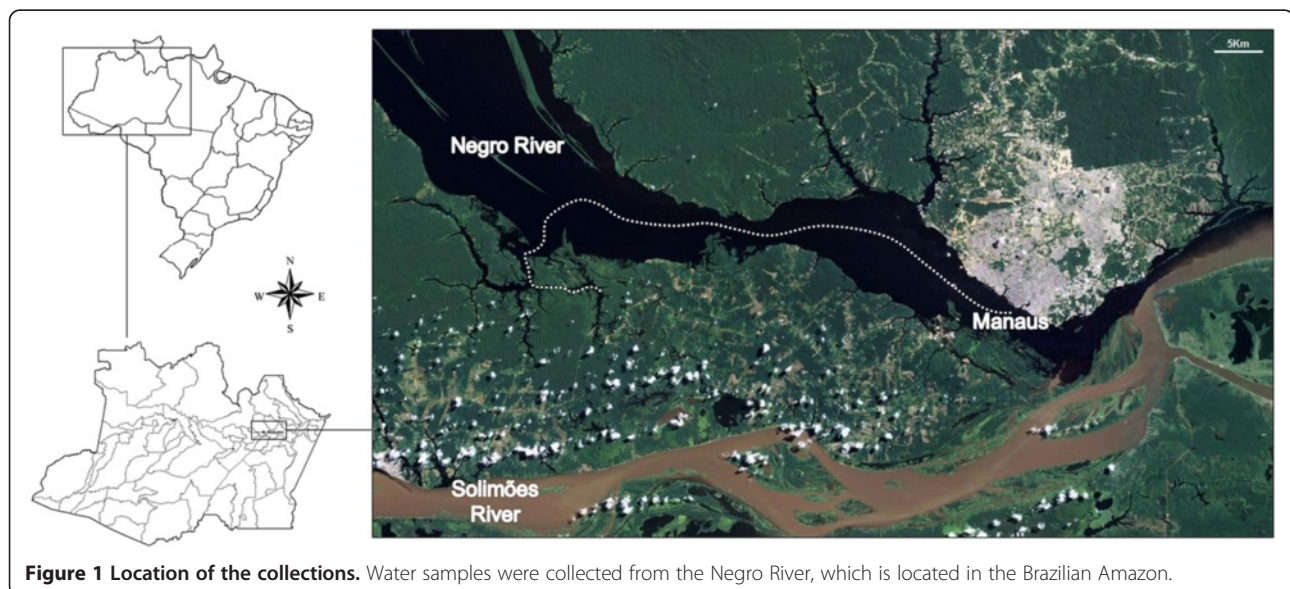 N
W E
S
5Km
Negro River
Manaus
Solimões
River
Figure 1 Location of the collections. Water samples were collected from the Negro River, which is located in the Brazilian Amazon.